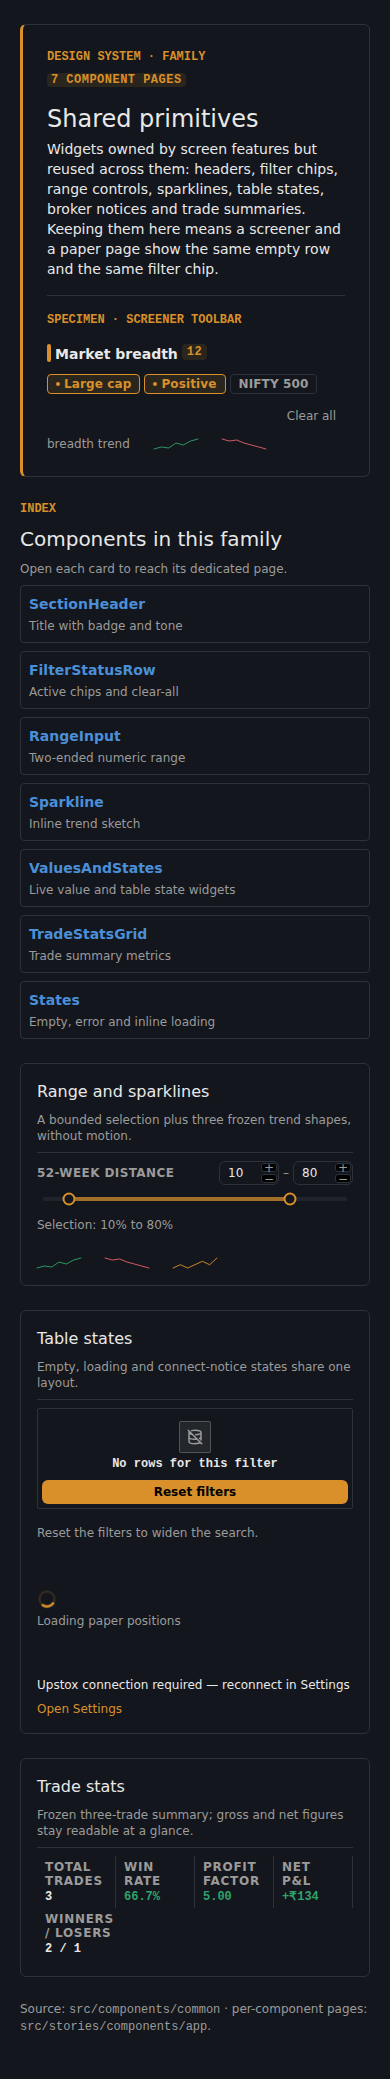 DESIGN SYSTEM · FAMILY
7 COMPONENT PAGES
Shared primitives
Widgets owned by screen features but
reused across them: headers, filter chips,
range controls, sparklines, table states,
broker notices and trade summaries.
Keeping them here means a screener and
a paper page show the same empty row
and the same filter chip.
SPECIMEN · SCREENER TOOLBAR
Market breadth 12
• Large cap • Positive NIFTY 500
Clear all
breadth trend
INDEX
Components in this family
Open each card to reach its dedicated page.
SectionHeader
Title with badge and tone
FilterStatusRow
Active chips and clear-all
RangeInput
Two-ended numeric range
Sparkline
Inline trend sketch
ValuesAndStates
Live value and table state widgets
TradeStatsGrid
Trade summary metrics
States
Empty, error and inline loading
Range and sparklines
A bounded selection plus three frozen trend shapes,
without motion.
52-WEEK DISTANCE 10 + − – 80 + −
Selection: 10% to 80%
Table states
Empty, loading and connect-notice states share one
layout.
No rows for this filter
Reset filters
Reset the filters to widen the search.
Loading paper positions
Upstox connection required — reconnect in Settings
Open Settings
Trade stats
Frozen three-trade summary; gross and net figures
stay readable at a glance.
TOTAL WIN PROFIT NET
TRADES RATE FACTOR P&L
3 66.7% 5.00 +₹134
WINNERS
/ LOSERS
2 / 1
Source: src/components/common · per-component pages:
src/stories/components/app.